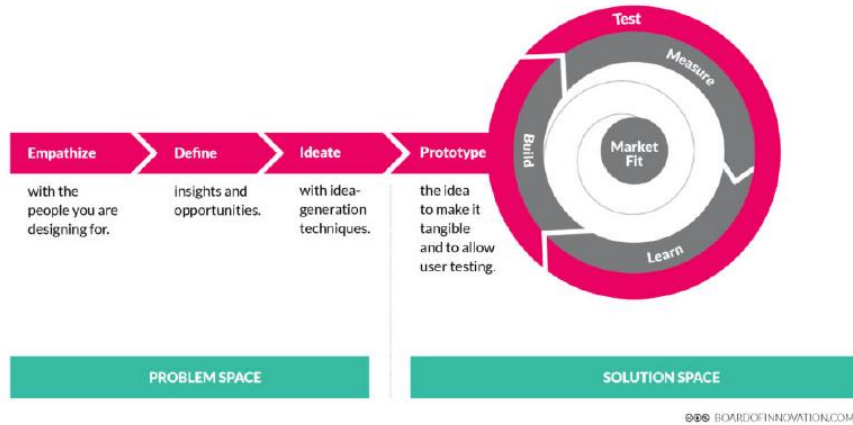 Test
Measure
Build
Market
Fit
Learn
Empathize
Define
Ideate
Prototype
with the
people you are
designing for.
insights and
opportunities.
with idea-
generation
techniques.
the idea
to make it
tangible
and to allow
user testing.
PROBLEM SPACE
SOLUTION SPACE
BOARDOFINNOVATION.COM